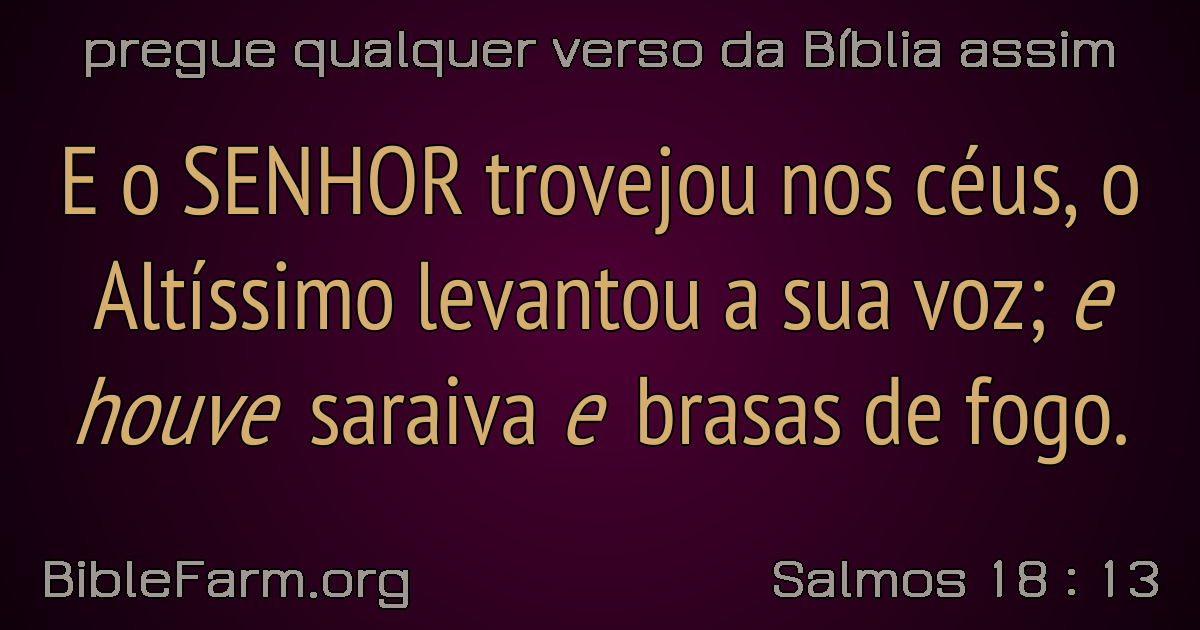 pregue qualquer verso da Bíblia assim
E o SENHOR trovejou nos céus, o
Altíssimo levantou a sua voz; e
houve saraiva e brasas de fogo.
BibleFarm.org
Salmos 18 : 13